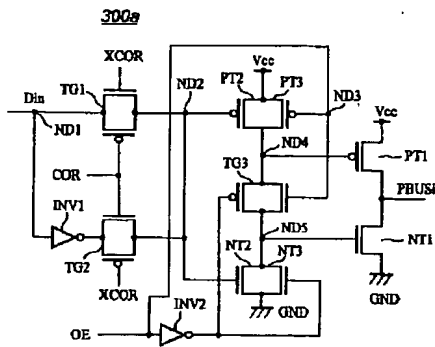 300a
XCOR
Vcc
TG1
ND2
PT2
PT3
ND3
Din
Vcc
ND1
ND4
PT1
COR
TG3
INV1
ND5
TG2
NT2
NT3
NT1
XCOR
INV2
GND
GND
OE